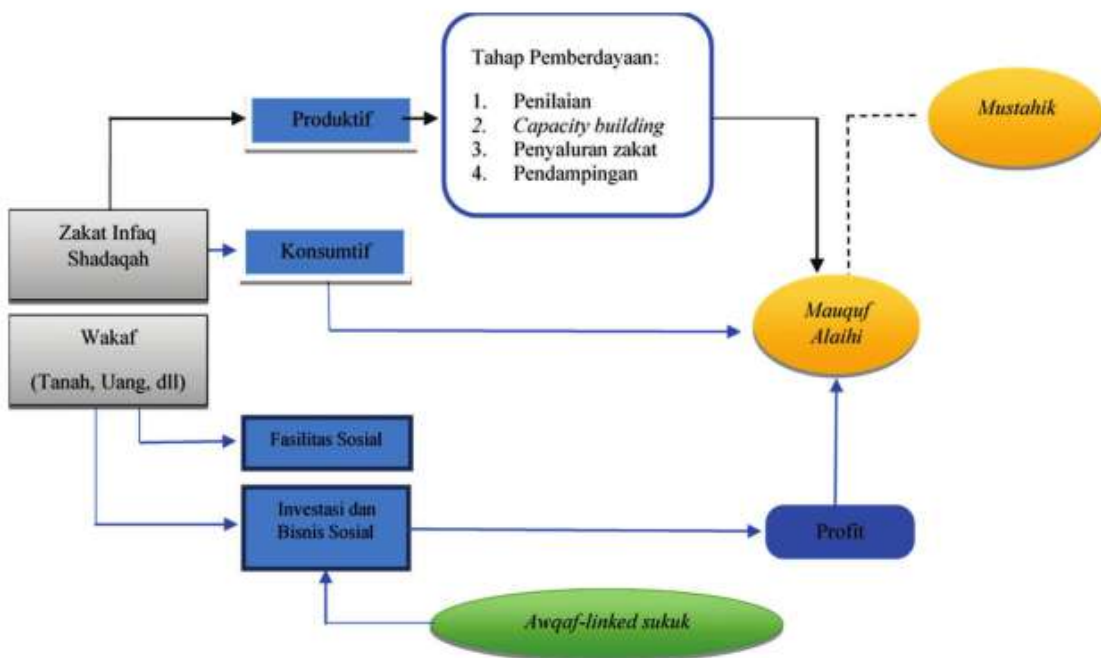 Tahap Pemberdayaan:
1. Penilaian
2. Capacity building
3. Penyaluran zakat
4. Pendampingan
Mustahik
Produktif
Zakat Infaq
Shadaqah
Konsumtif
Mauquf
Alaihi
Wakaf
(Tanah, Uang, dll)
Fasilitas Sosial
Investasi dan
Bisnis Sosial
Profit
Awqaf-linked sukuk